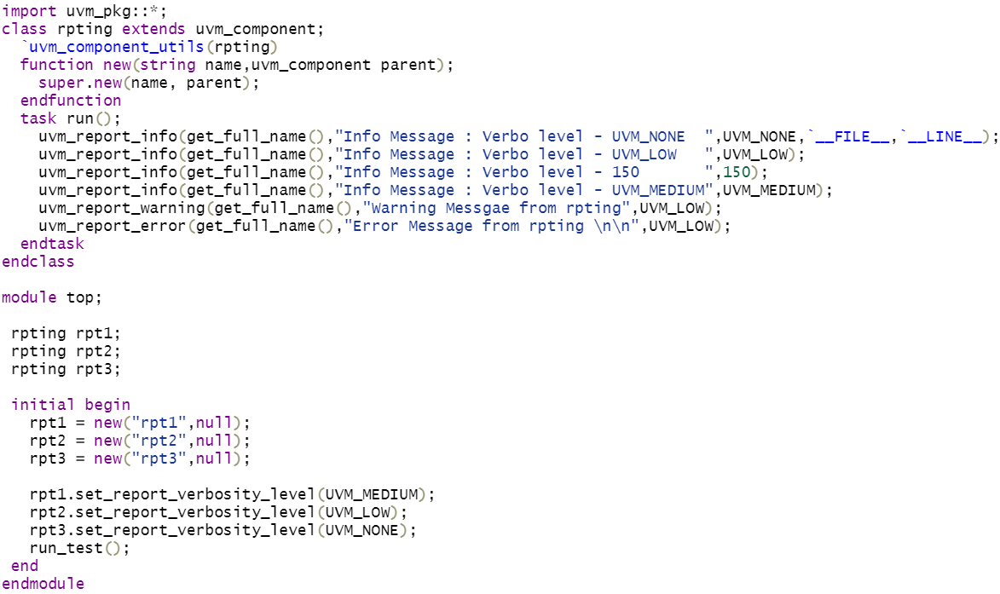 import uvm_pkg::*;
class rpting extends uvm_component;
  `uvm_component_utils(rpting)
  function new(string name,uvm_component parent);
    super.new(name, parent);
  endfunction
  task run();
    uvm_report_info(get_full_name(),"Info Message : Verbo level - UVM_NONE  ",UVM_NONE,`__FILE__,`__LINE__);
    uvm_report_info(get_full_name(),"Info Message : Verbo level - UVM_LOW   ",UVM_LOW);
    uvm_report_info(get_full_name(),"Info Message : Verbo level - 150       ",150);
    uvm_report_info(get_full_name(),"Info Message : Verbo level - UVM_MEDIUM",UVM_MEDIUM);
    uvm_report_warning(get_full_name(),"Warning Messgae from rpting",UVM_LOW);
    uvm_report_error(get_full_name(),"Error Message from rpting \n\n",UVM_LOW);
  endtask
endclass

module top;

 rpting rpt1;
 rpting rpt2;
 rpting rpt3;

 initial begin
   rpt1 = new("rpt1",null);
   rpt2 = new("rpt2",null);
   rpt3 = new("rpt3",null);

   rpt1.set_report_verbosity_level(UVM_MEDIUM);
   rpt2.set_report_verbosity_level(UVM_LOW);
   rpt3.set_report_verbosity_level(UVM_NONE);
   run_test();
 end
endmodule